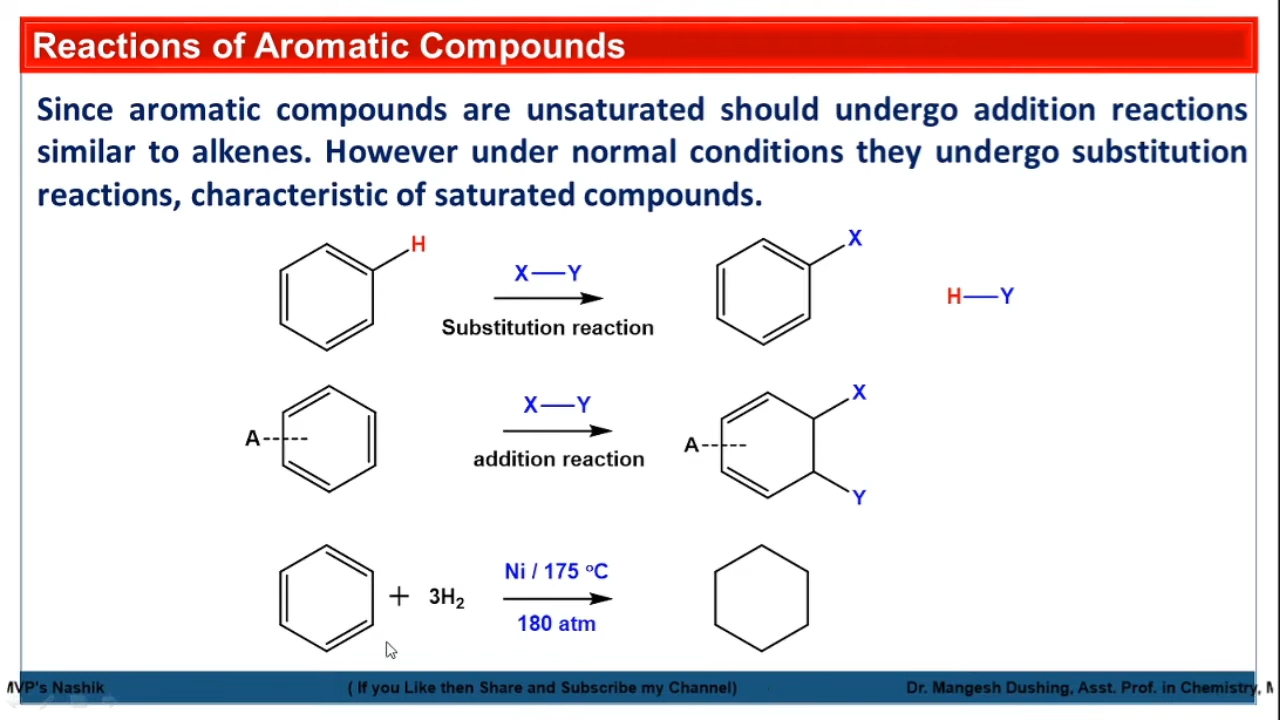 Reactions of Aromatic Compounds
Since aromatic compounds are unsaturated should undergo addition reactions
similar to alkenes. However under normal conditions they undergo substitution
reactions, characteristic of saturated compounds.
H
X—Y
Substitution reaction
X
H—Y
A
X—Y
addition reaction
A
X
Y
+ 3H₂
Ni / 175 °C
180 atm
MVP's Nashik
( If you Like then Share and Subscribe my Channel)
Dr. Mangesh Dushing, Asst. Prof. in Chemistry, M